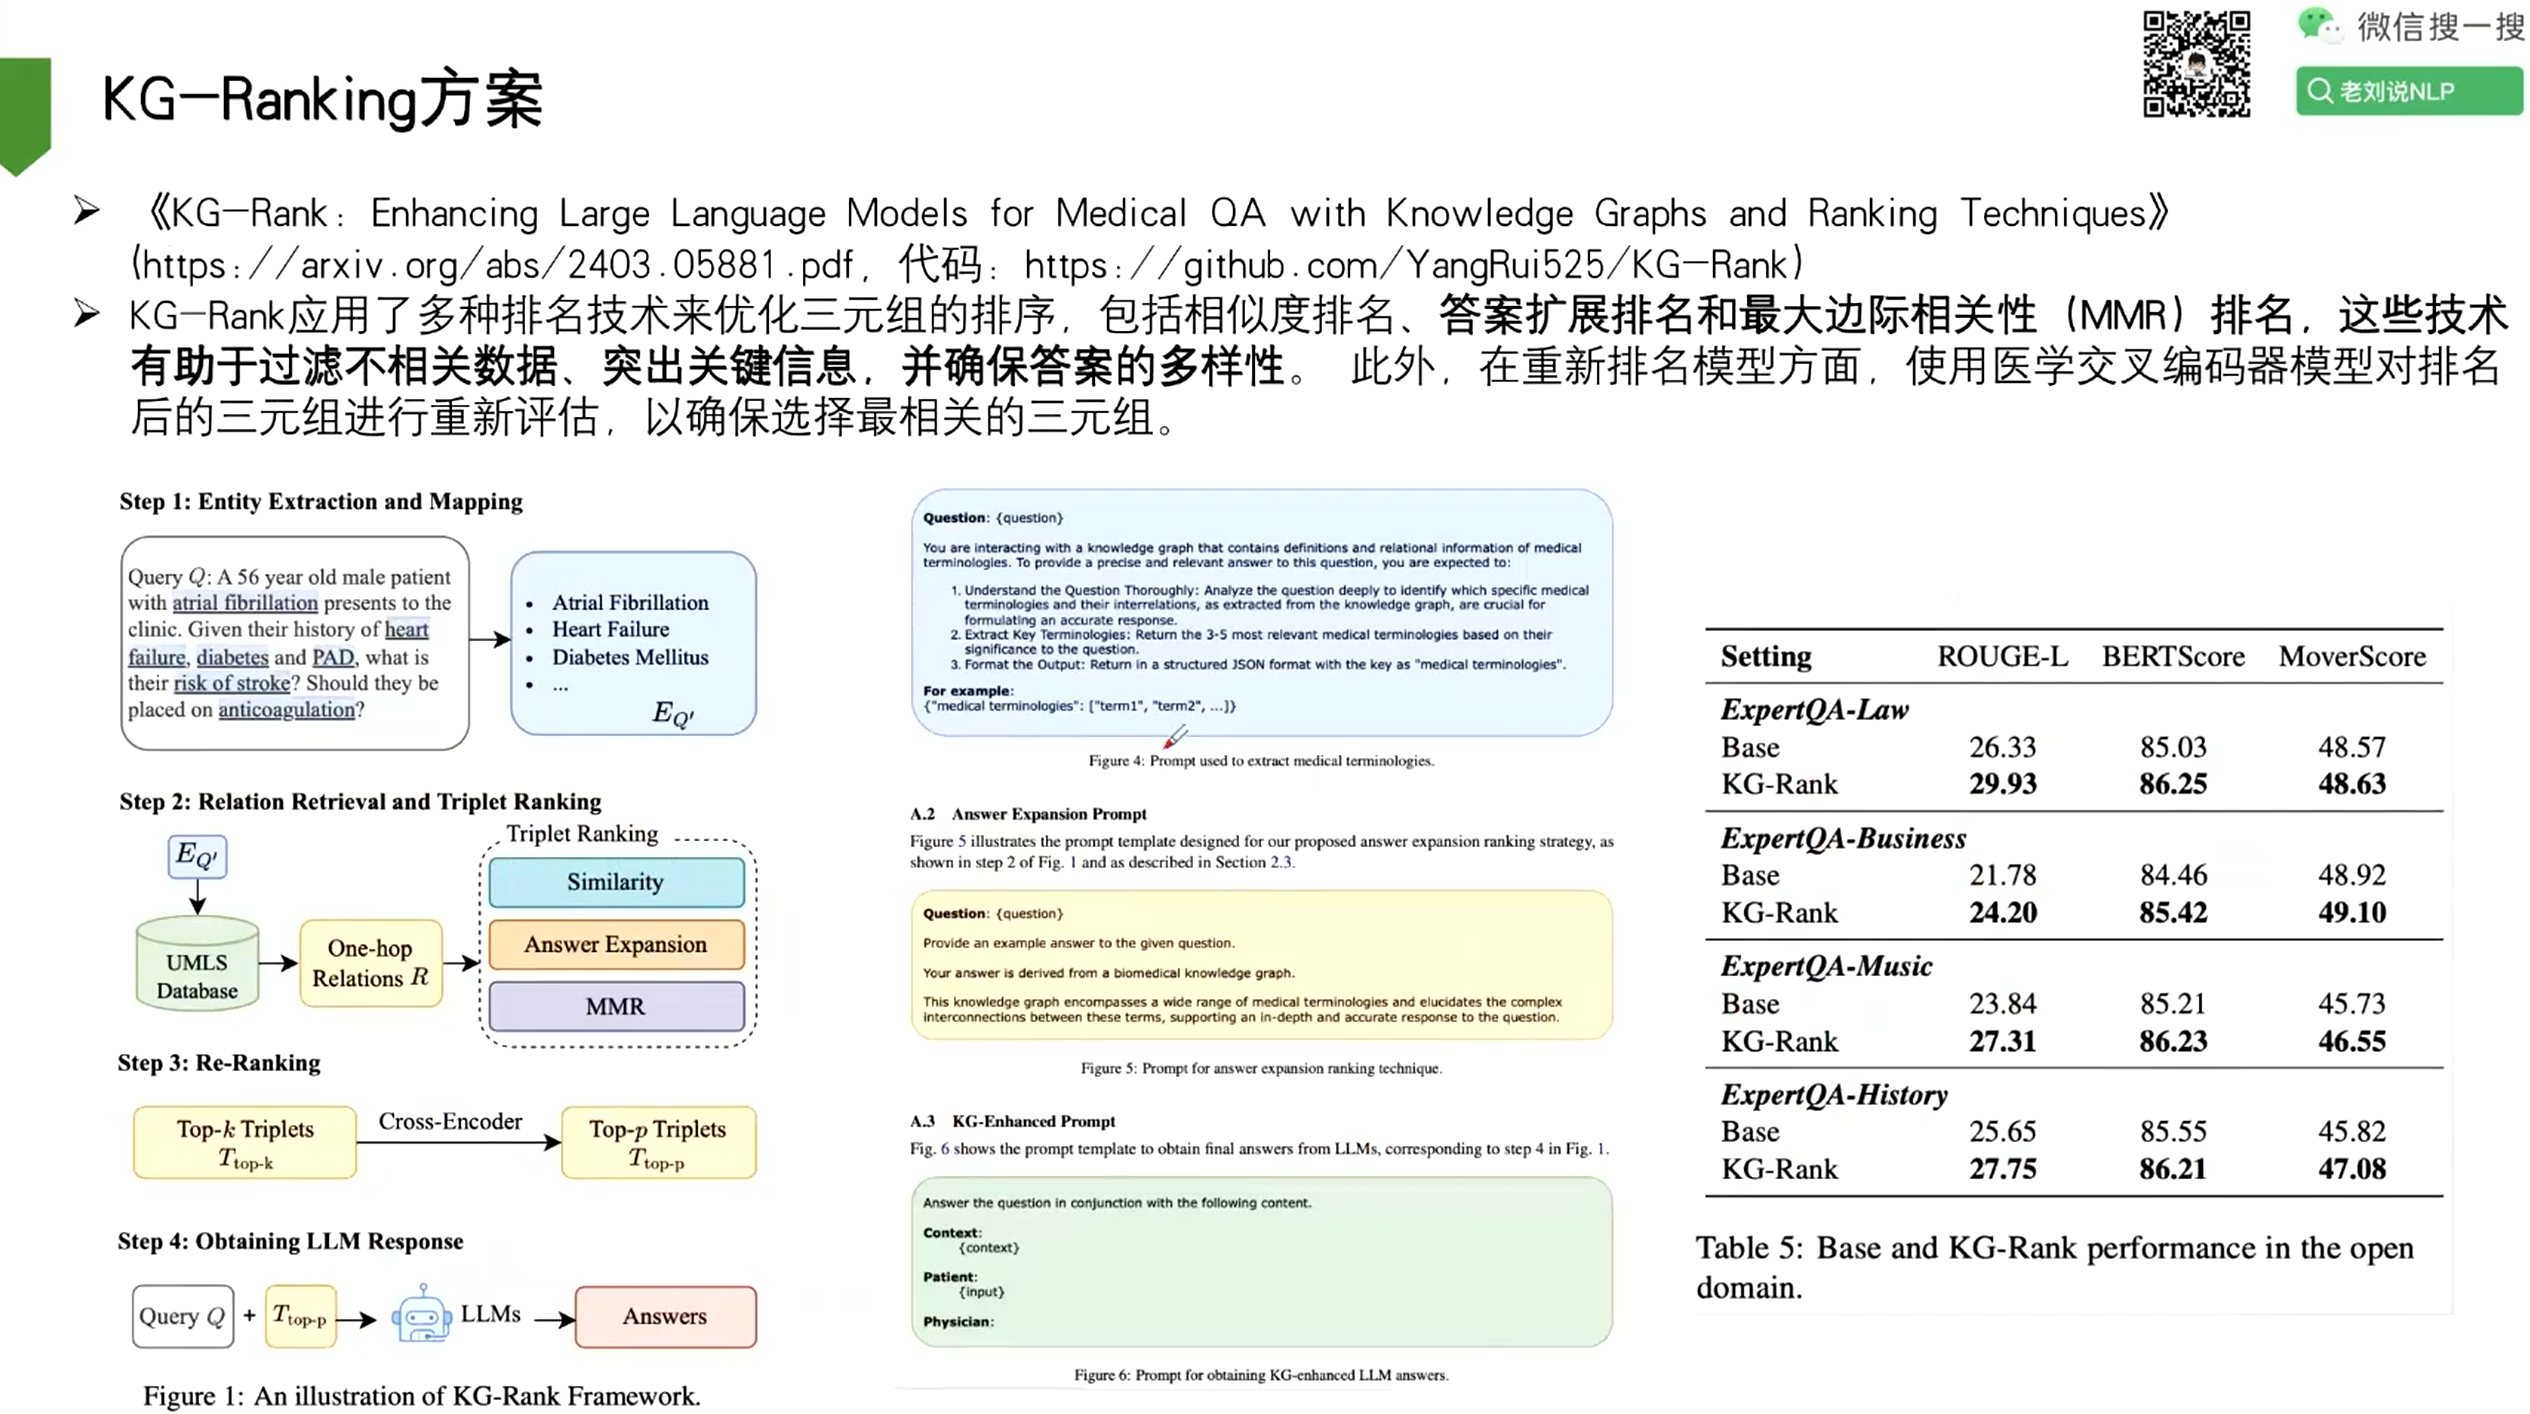 微信搜一搜
老刘说NLP
KG-Ranking方案
➢ 《KG-Rank: Enhancing Large Language Models for Medical QA with Knowledge Graphs and Ranking Techniques》
(https://arxiv.org/abs/2403.05881.pdf, 代码: https://github.com/YangRui525/KG-Rank)
➢ KG-Rank应用了多种排名技术来优化三元组的排序，包括相似度排名、答案扩展排名和最大边际相关性（MMR）排名，这些技术
有助于过滤不相关数据、突出关键信息，并确保答案的多样性。 此外，在重新排名模型方面，使用医学交叉编码器模型对排名
后的三元组进行重新评估，以确保选择最相关的三元组。
Step 1: Entity Extraction and Mapping
Query Q: A 56 year old male patient
with atrial fibrillation presents to the
clinic. Given their history of heart
failure, diabetes and PAD, what is
their risk of stroke? Should they be
placed on anticoagulation?
• Atrial Fibrillation
• Heart Failure
• Diabetes Mellitus
• ...
E_Q'
Step 2: Relation Retrieval and Triplet Ranking
E_Q'
UMLS
Database
One-hop
Relations R
Triplet Ranking
Similarity
Answer Expansion
MMR
Step 3: Re-Ranking
Top-k Triplets
T_top-k
Cross-Encoder
Top-p Triplets
T_top-p
Step 4: Obtaining LLM Response
Query Q + T_top-p LLMs Answers
Figure 1: An illustration of KG-Rank Framework.
Question: {question}
You are interacting with a knowledge graph that contains definitions and relational information of medical
terminologies. To provide a precise and relevant answer to this question, you are expected to:
1. Understand the Question Thoroughly: Analyze the question deeply to identify which specific medical
terminologies and their interrelations, as extracted from the knowledge graph, are crucial for
formulating an accurate response.
2. Extract Key Terminologies: Return the 3-5 most relevant medical terminologies based on their
significance to the question.
3. Format the Output: Return in a structured JSON format with the key as "medical terminologies".
For example:
{"medical terminologies": ["term1", "term2", ...]}
Figure 4: Prompt used to extract medical terminologies.
A.2 Answer Expansion Prompt
Figure 5 illustrates the prompt template designed for our proposed answer expansion ranking strategy, as
shown in step 2 of Fig. 1 and as described in Section 2.3.
Question: {question}
Provide an example answer to the given question.
Your answer is derived from a biomedical knowledge graph.
This knowledge graph encompasses a wide range of medical terminologies and elucidates the complex
interconnections between these terms, supporting an in-depth and accurate response to the question.
Figure 5: Prompt for answer expansion ranking technique.
A.3 KG-Enhanced Prompt
Fig. 6 shows the prompt template to obtain final answers from LLMs, corresponding to step 4 in Fig. 1.
Answer the question in conjunction with the following content.
Context:
{context}
Patient:
{input}
Physician:
Figure 6: Prompt for obtaining KG-enhanced LLM answers.
Setting ROUGE-L BERTScore MoverScore
ExpertQA-Law
Base 26.33 85.03 48.57
KG-Rank 29.93 86.25 48.63
ExpertQA-Business
Base 21.78 84.46 48.92
KG-Rank 24.20 85.42 49.10
ExpertQA-Music
Base 23.84 85.21 45.73
KG-Rank 27.31 86.23 46.55
ExpertQA-History
Base 25.65 85.55 45.82
KG-Rank 27.75 86.21 47.08
Table 5: Base and KG-Rank performance in the open
domain.